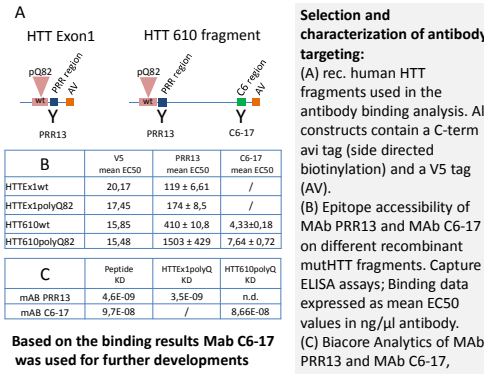 A
HTT Exon1
HTT 610 fragment
pQ82
PRR region
AV
wt
PRR13
pQ82
PRR region
C6 region
AV
wt
PRR13
C6-17
B | V5 mean EC50 | PRR13 mean EC50 | C6-17 mean EC50
HTTEx1wt | 20,17 | 119 ± 6,61 | /
HTTEx1polyQ82 | 17,45 | 174 ± 8,5 | /
HTT610wt | 15,85 | 410 ± 10,8 | 4,33±0,18
HTT610polyQ82 | 15,48 | 1503 ± 429 | 7,64 ± 0,72
C | Peptide KD | HTTEx1polyQ KD | HTT610polyQ KD
mAB PRR13 | 4,6E-09 | 3,5E-09 | n.d.
mAB C6-17 | 9,7E-08 | / | 8,66E-08
Based on the binding results Mab C6-17
was used for further developments
Selection and
characterization of antibody
targeting:
(A) rec. human HTT
fragments used in the
antibody binding analysis. Al
constructs contain a C-term
avi tag (side directed
biotinylation) and a V5 tag
(AV).
(B) Epitope accessibility of
MAb PRR13 and MAb C6-17
on different recombinant
mutHTT fragments. Capture
ELISA assays; Binding data
expressed as mean EC50
values in ng/µl antibody.
(C) Biacore Analytics of MAb
PRR13 and MAb C6-17,